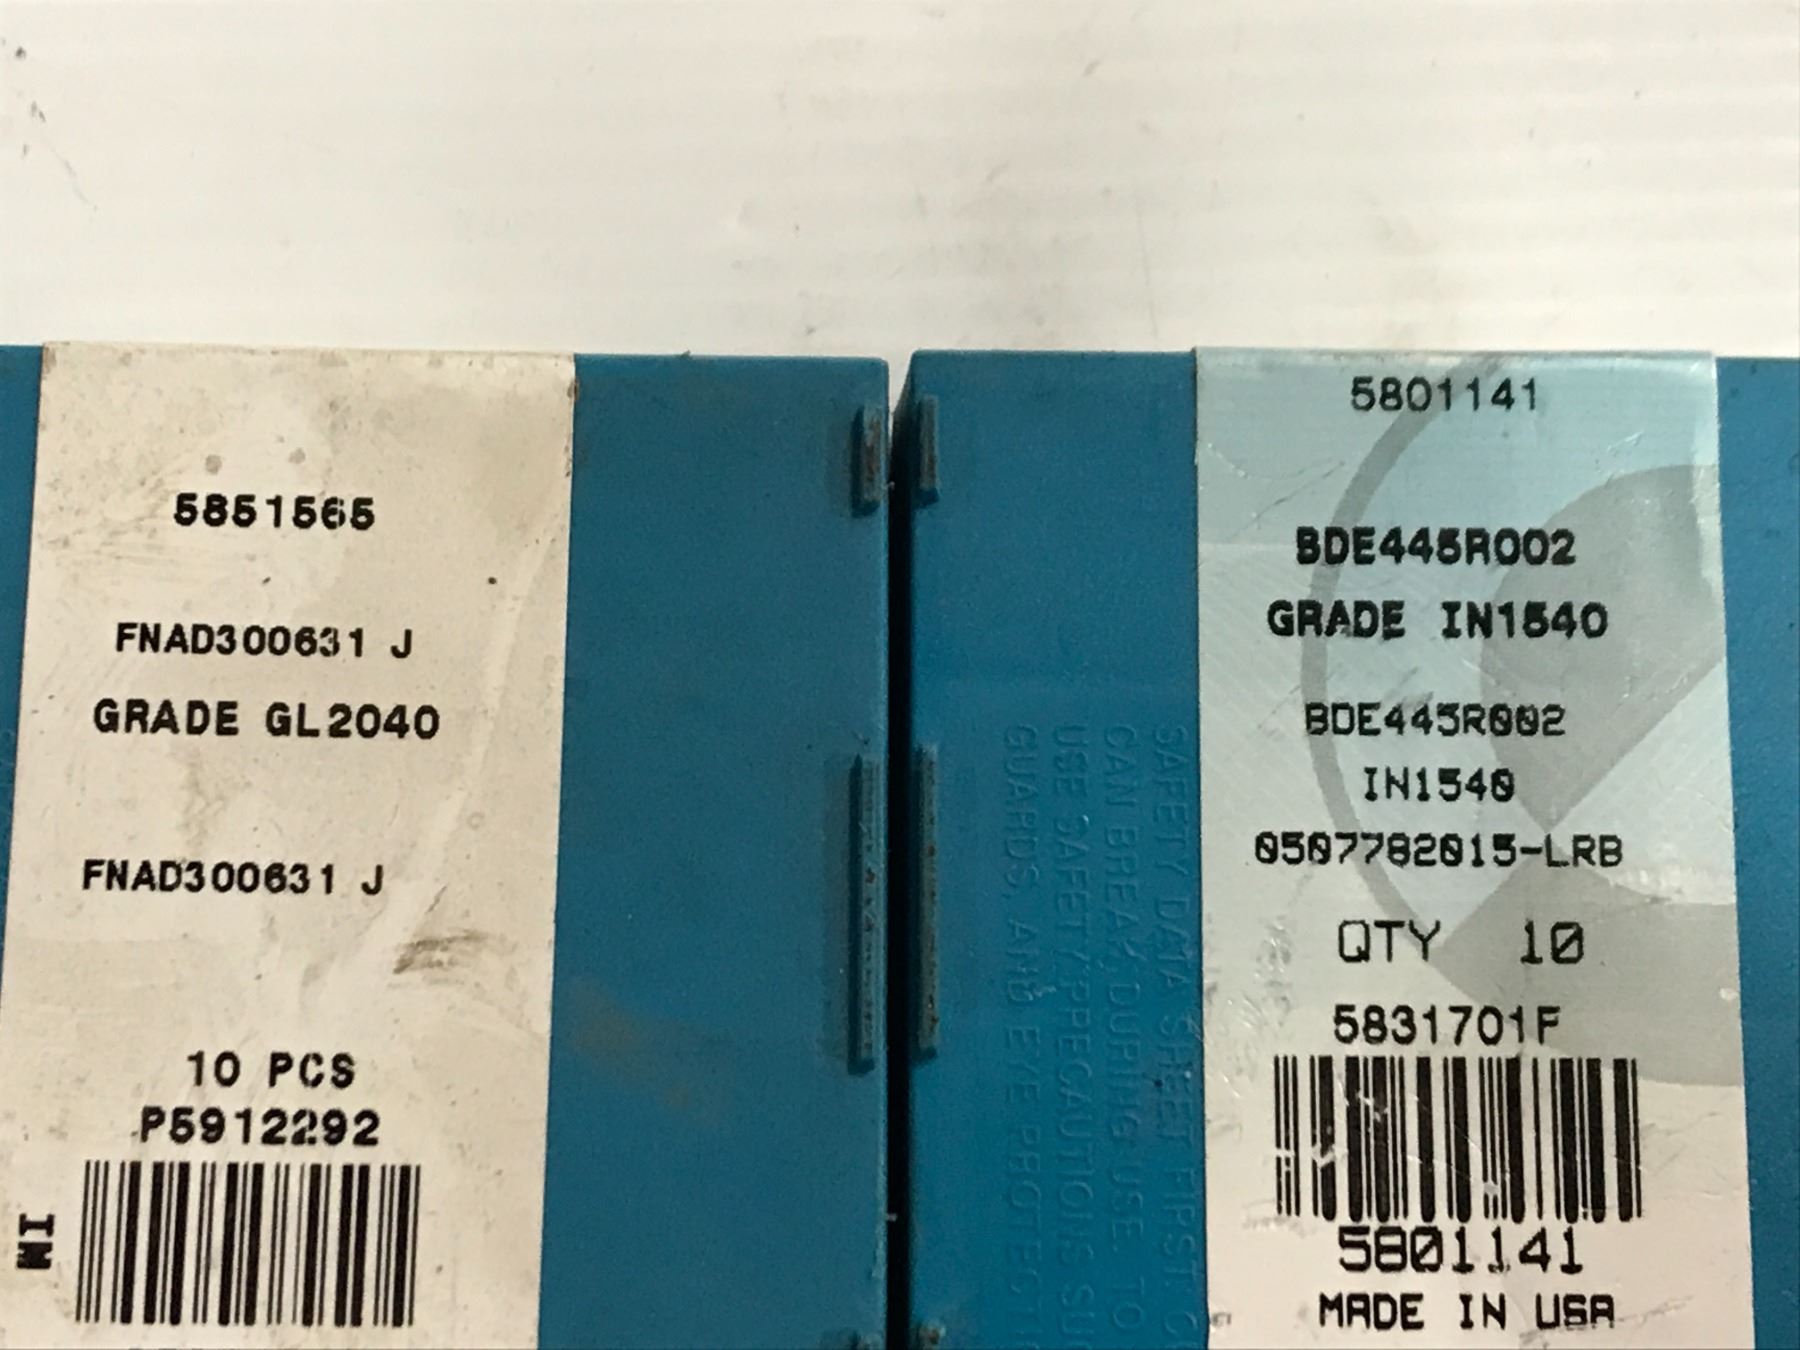 5851565
FNAD300631 J
GRADE GL2040
FNAD300631 J
10 PCS
P5912292
IM
SAFETY DATA SHEET FIRST. C
CAN BREAK, DURING USE. TO
USE SAFETY PRECAUTIONS SU
GUARDS, AND EYE PROTECTI
5801141
BDE445R002
GRADE IN1540
BDE445R002
IN1540
0507782015-LRB
QTY 10
5831701F
5801141
MADE IN USA